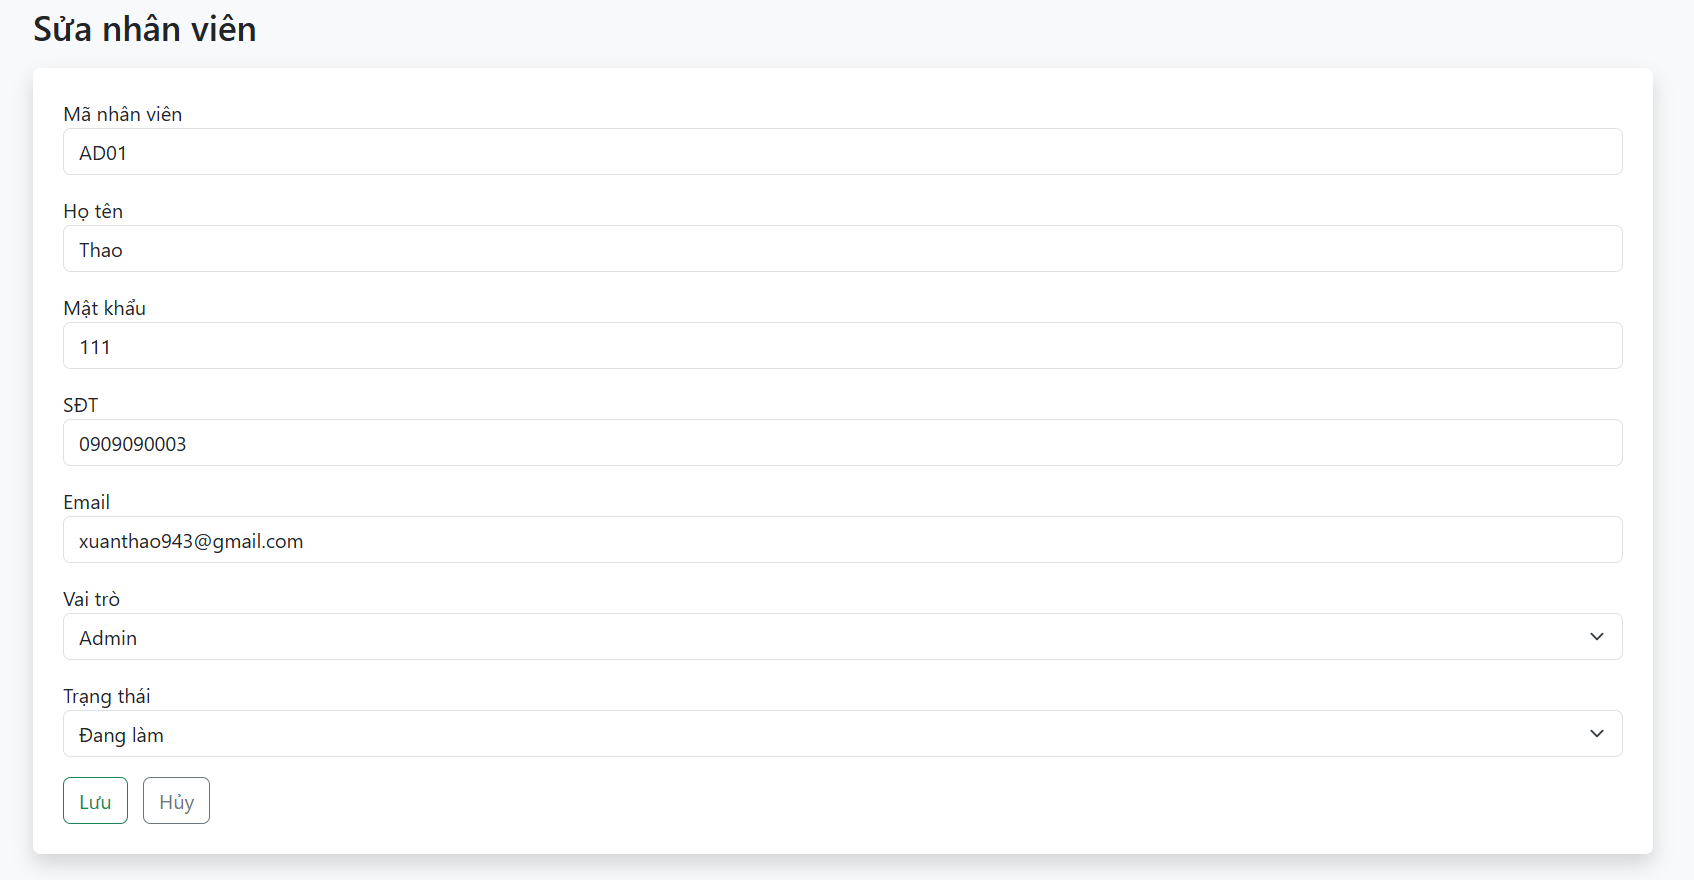 Sửa nhân viên
Mã nhân viên
AD01
Họ tên
Thao
Mật khẩu
111
SĐT
0909090003
Email
xuanthao943@gmail.com
Vai trò
Admin
Trạng thái
Đang làm
Lưu Hủy